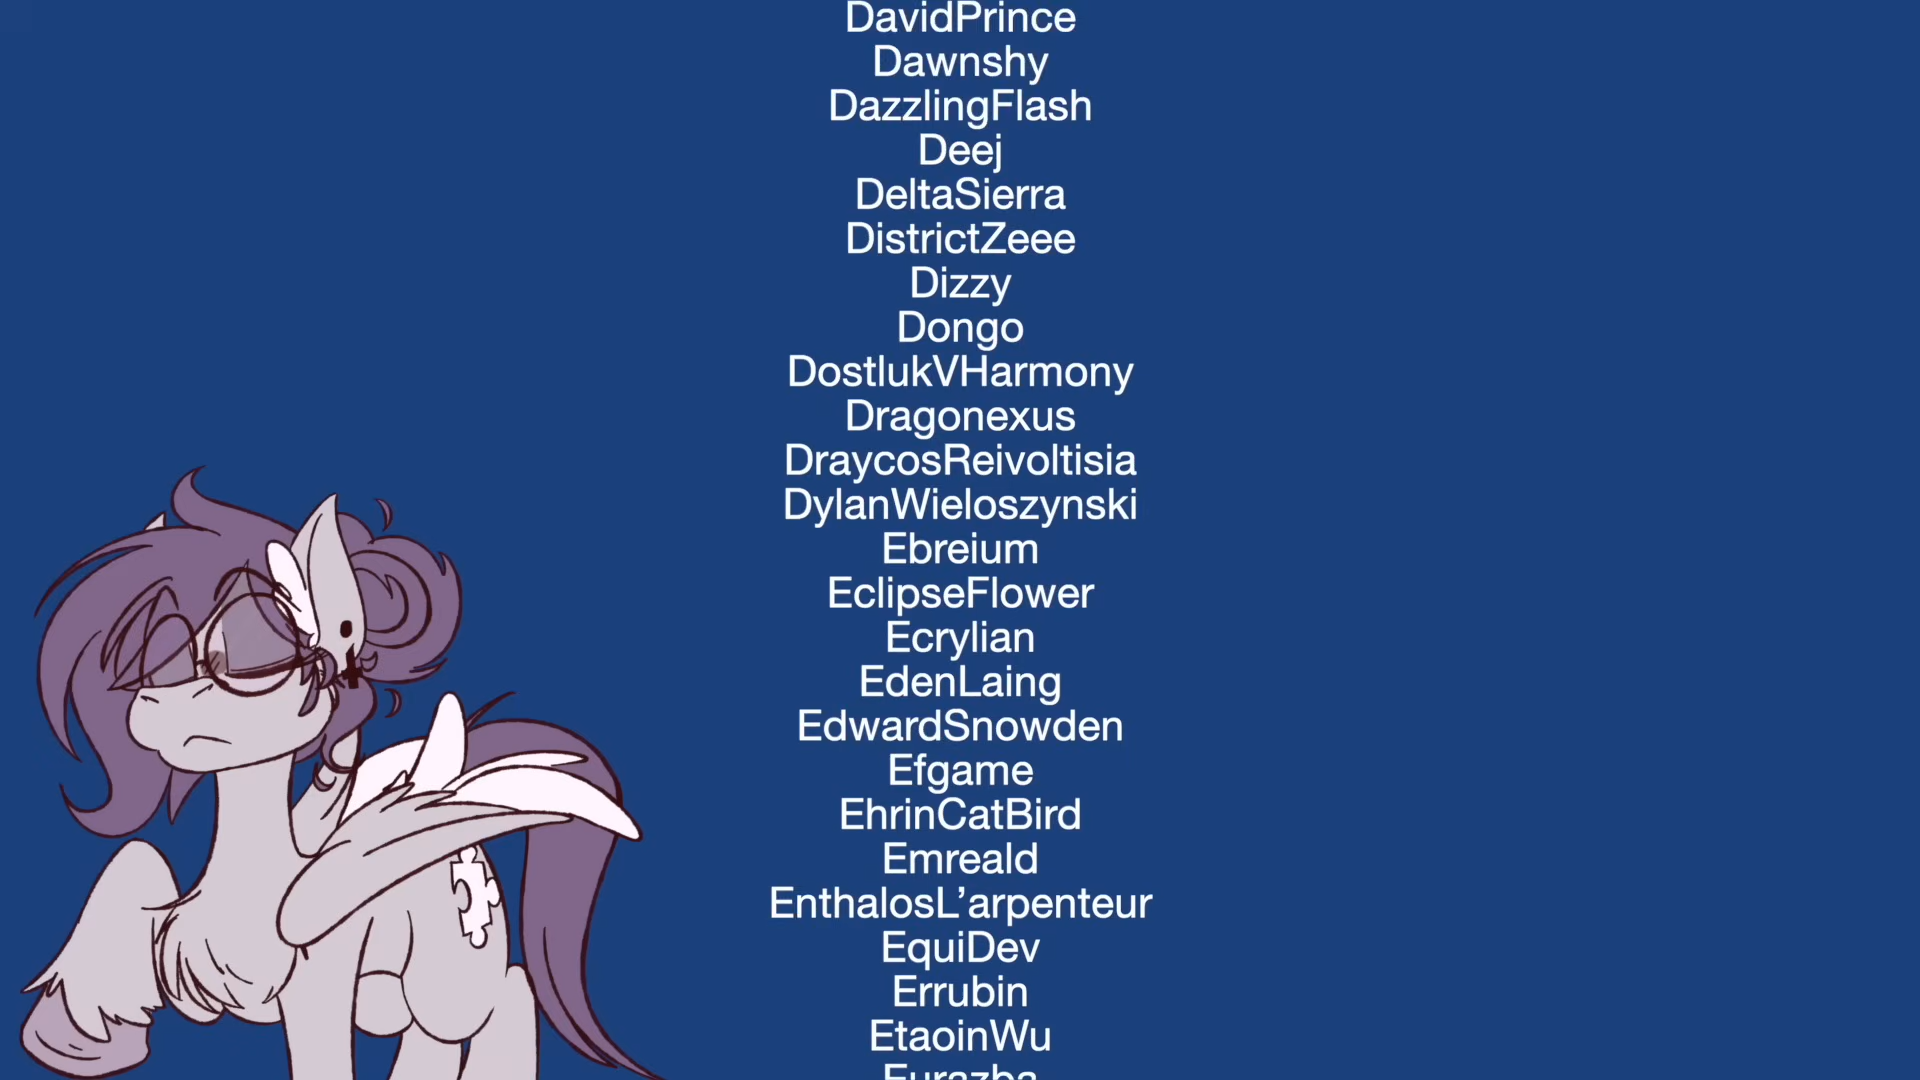 DavidPrince
Dawnshy
DazzlingFlash
Deej
DeltaSierra
DistrictZeee
Dizzy
Dongo
DostlukVHarmony
Dragonexus
DraycosReivoltisia
DylanWieloszynski
Ebreium
EclipseFlower
Ecrylian
EdenLaing
EdwardSnowden
Efgame
EhrinCatBird
Emreald
EnthalosL’arpenteur
EquiDev
Errubin
EtaoinWu
Eurazba